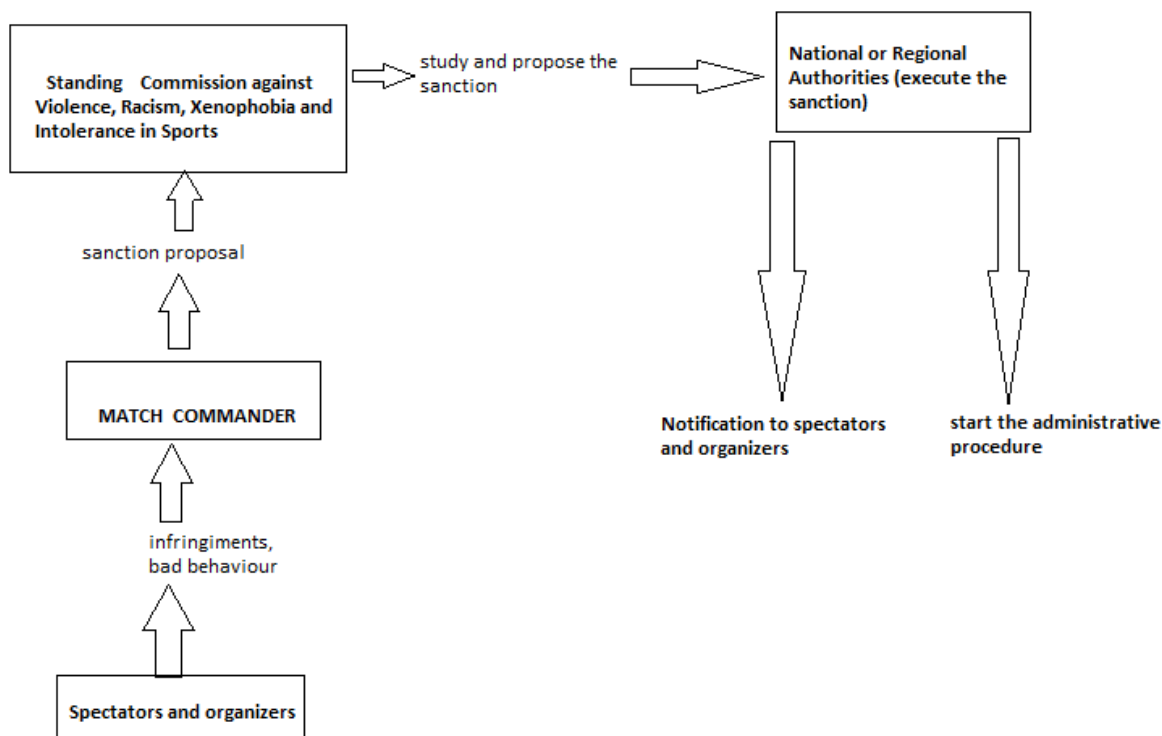 Standing Commission against
Violence, Racism, Xenophobia and
Intolerance in Sports
study and propose the
sanction
National or Regional
Authorities (execute the
sanction)
sanction proposal
MATCH COMMANDER
Notification to spectators
and organizers
start the administrative
procedure
infringiments,
bad behaviour
Spectators and organizers